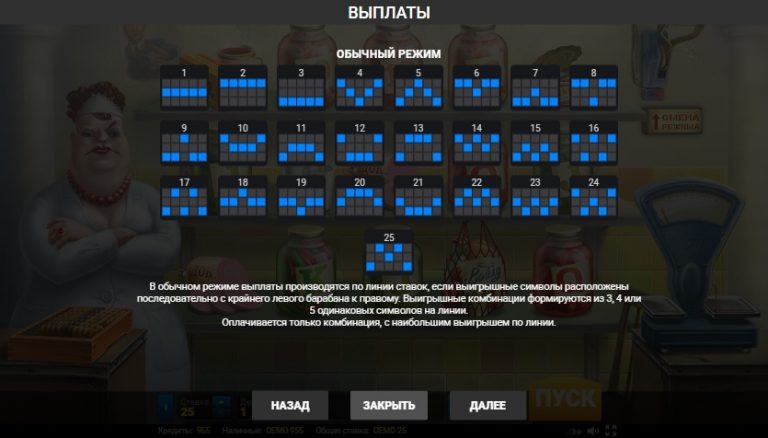 ВЫПЛАТЫ
ОБЫЧНЫЙ РЕЖИМ
1 2 3 4 5 6 7 8
СМЕНА
РЕЖИМА
9 10 11 12 13 14 15 16
17 18 19 20 21 22 23 24
25
В обычном режиме выплаты производятся по линии ставок, если выигрышные символы расположены
последовательно с крайнего левого барабана к правому. Выигрышные комбинации формируются из 3, 4 или
5 одинаковых символов на линии.
Оплачивается только комбинация, с наибольшим выигрышем по линии.
Ставка
25 1
НАЗАД ЗАКРЫТЬ ДАЛЕЕ ПУСК
Кредиты: 955 Наличные: DEMO 955 Общая ставка: DEMO 25